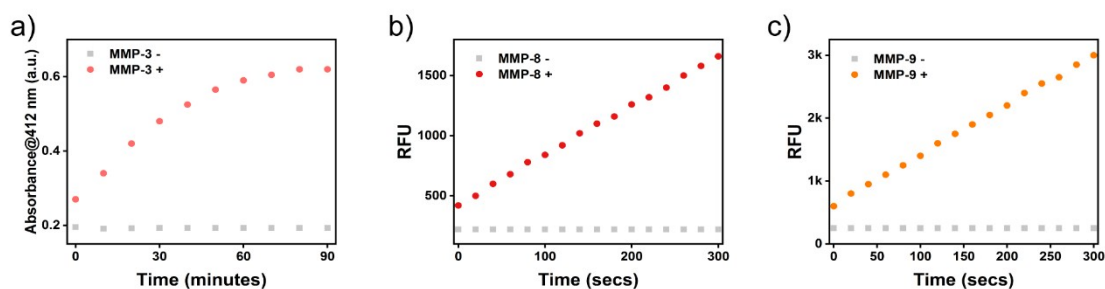 a)
MMP-3 -
MMP-3 +
Absorbance@412 nm (a.u.)
0.6
0.4
0.2
0 30 60 90
Time (minutes)
b)
MMP-8 -
MMP-8 +
RFU
1500
1000
500
0 100 200 300
Time (secs)
c)
MMP-9 -
MMP-9 +
RFU
3k
2k
1k
0
0 50 100 150 200 250 300
Time (secs)